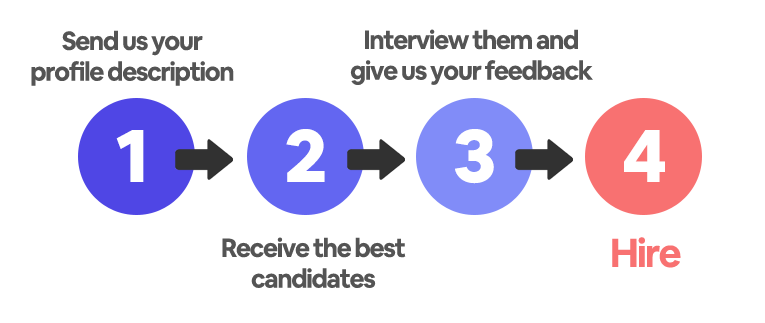 Send us your
profile description
Interview them and
give us your feedback
1
2
3
4
Receive the best
candidates
Hire